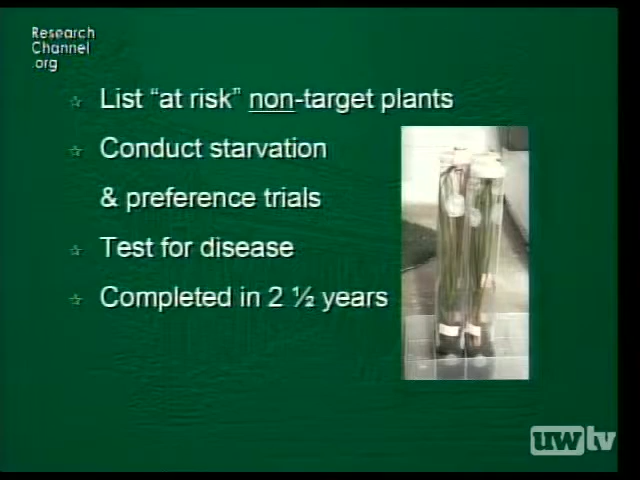 Research
Channel
.org
List “at risk” non-target plants
Conduct starvation
& preference trials
Test for disease
Completed in 2 ½ years
uwtv